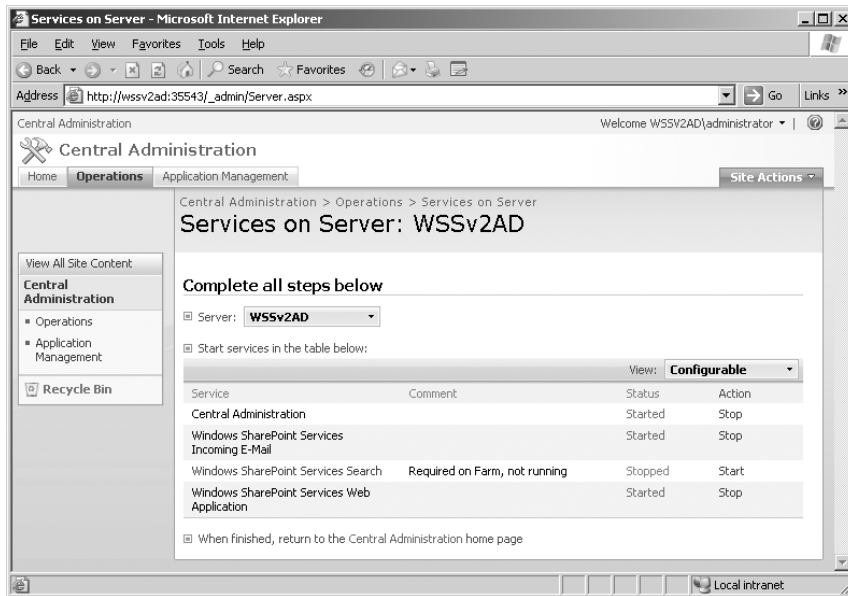 Services on Server - Microsoft Internet Explorer
File Edit View Favorites Tools Help
Back Search Favorites
Address http://wssv2ad:35543/_admin/Server.aspx Go Links »
Central Administration Welcome WSSV2AD\administrator
Central Administration
Home Operations Application Management Site Actions
Central Administration > Operations > Services on Server
Services on Server: WSSv2AD
View All Site Content
Central
Administration
Operations
Application
Management
Recycle Bin
Complete all steps below
Server: WSSv2AD
Start services in the table below:
View: Configurable
Service Comment Status Action
Central Administration Started Stop
Windows SharePoint Services
Incoming E-Mail Started Stop
Windows SharePoint Services Search Required on Farm, not running Stopped Start
Windows SharePoint Services Web
Application Started Stop
When finished, return to the Central Administration home page
Local intranet